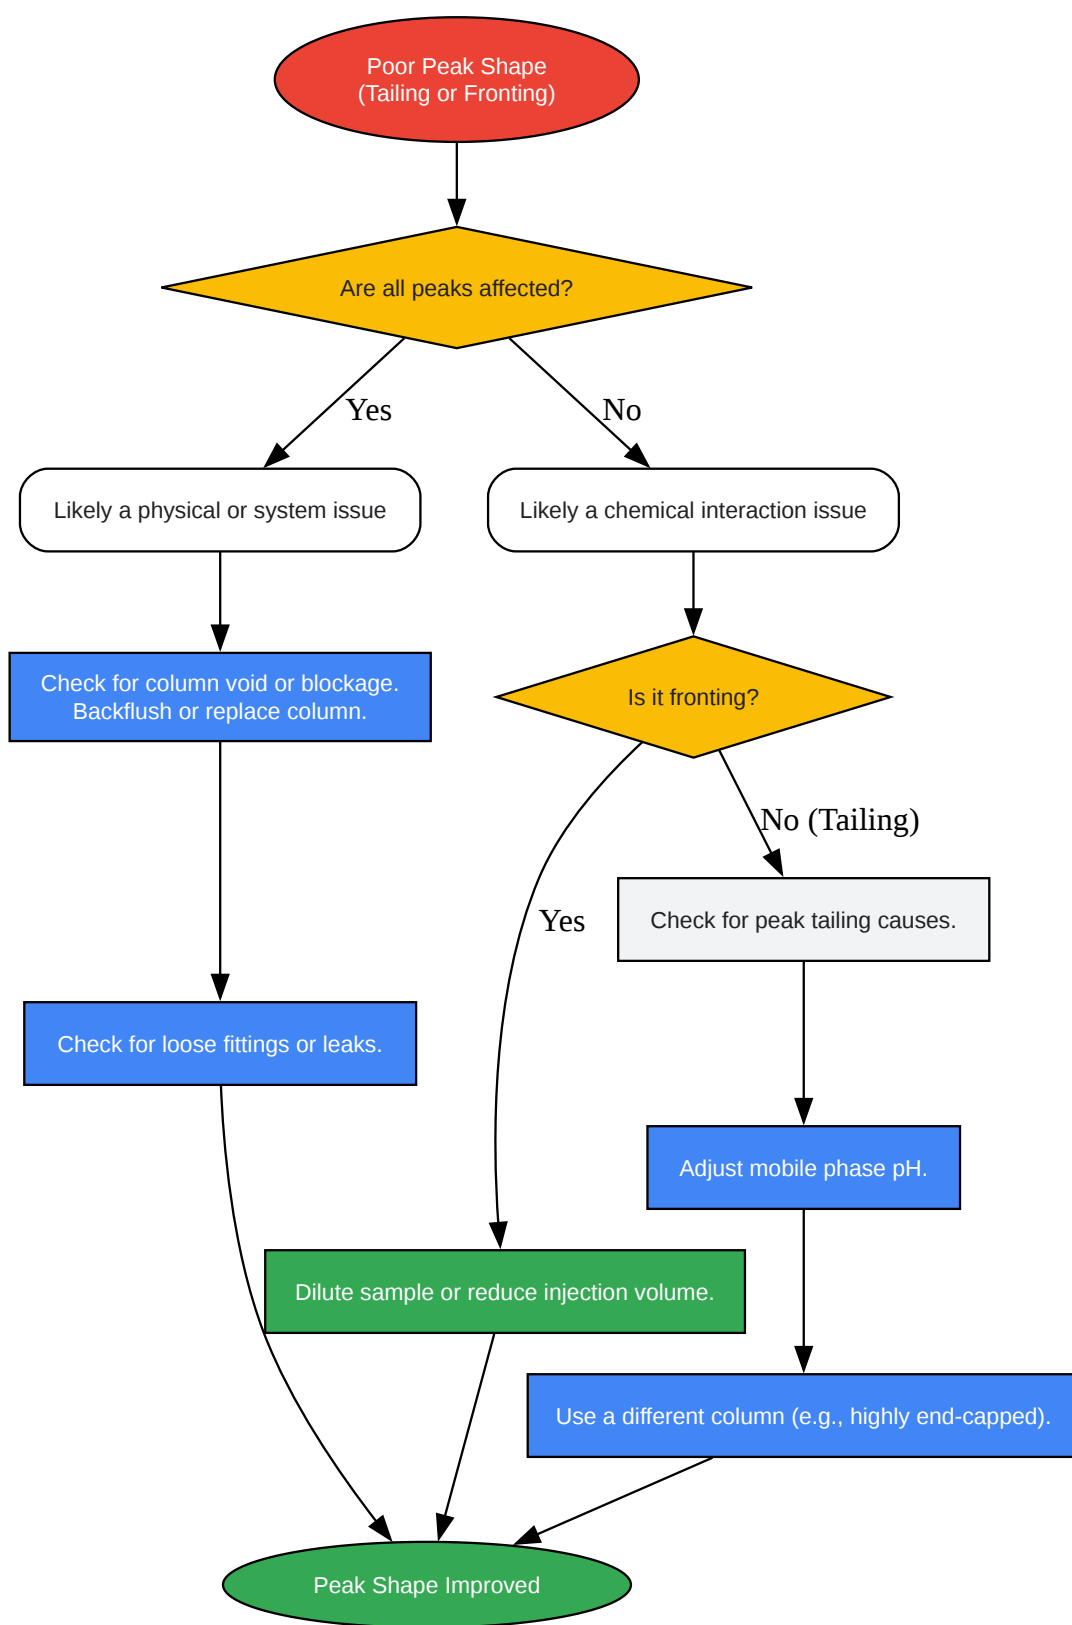 Poor Peak Shape
(Tailing or Fronting)
Are all peaks affected?
Yes
No
Likely a physical or system issue
Likely a chemical interaction issue
Check for column void or blockage.
Backflush or replace column.
Is it fronting?
No (Tailing)
Yes
Check for peak tailing causes.
Check for loose fittings or leaks.
Adjust mobile phase pH.
Dilute sample or reduce injection volume.
Use a different column (e.g., highly end-capped).
Peak Shape Improved